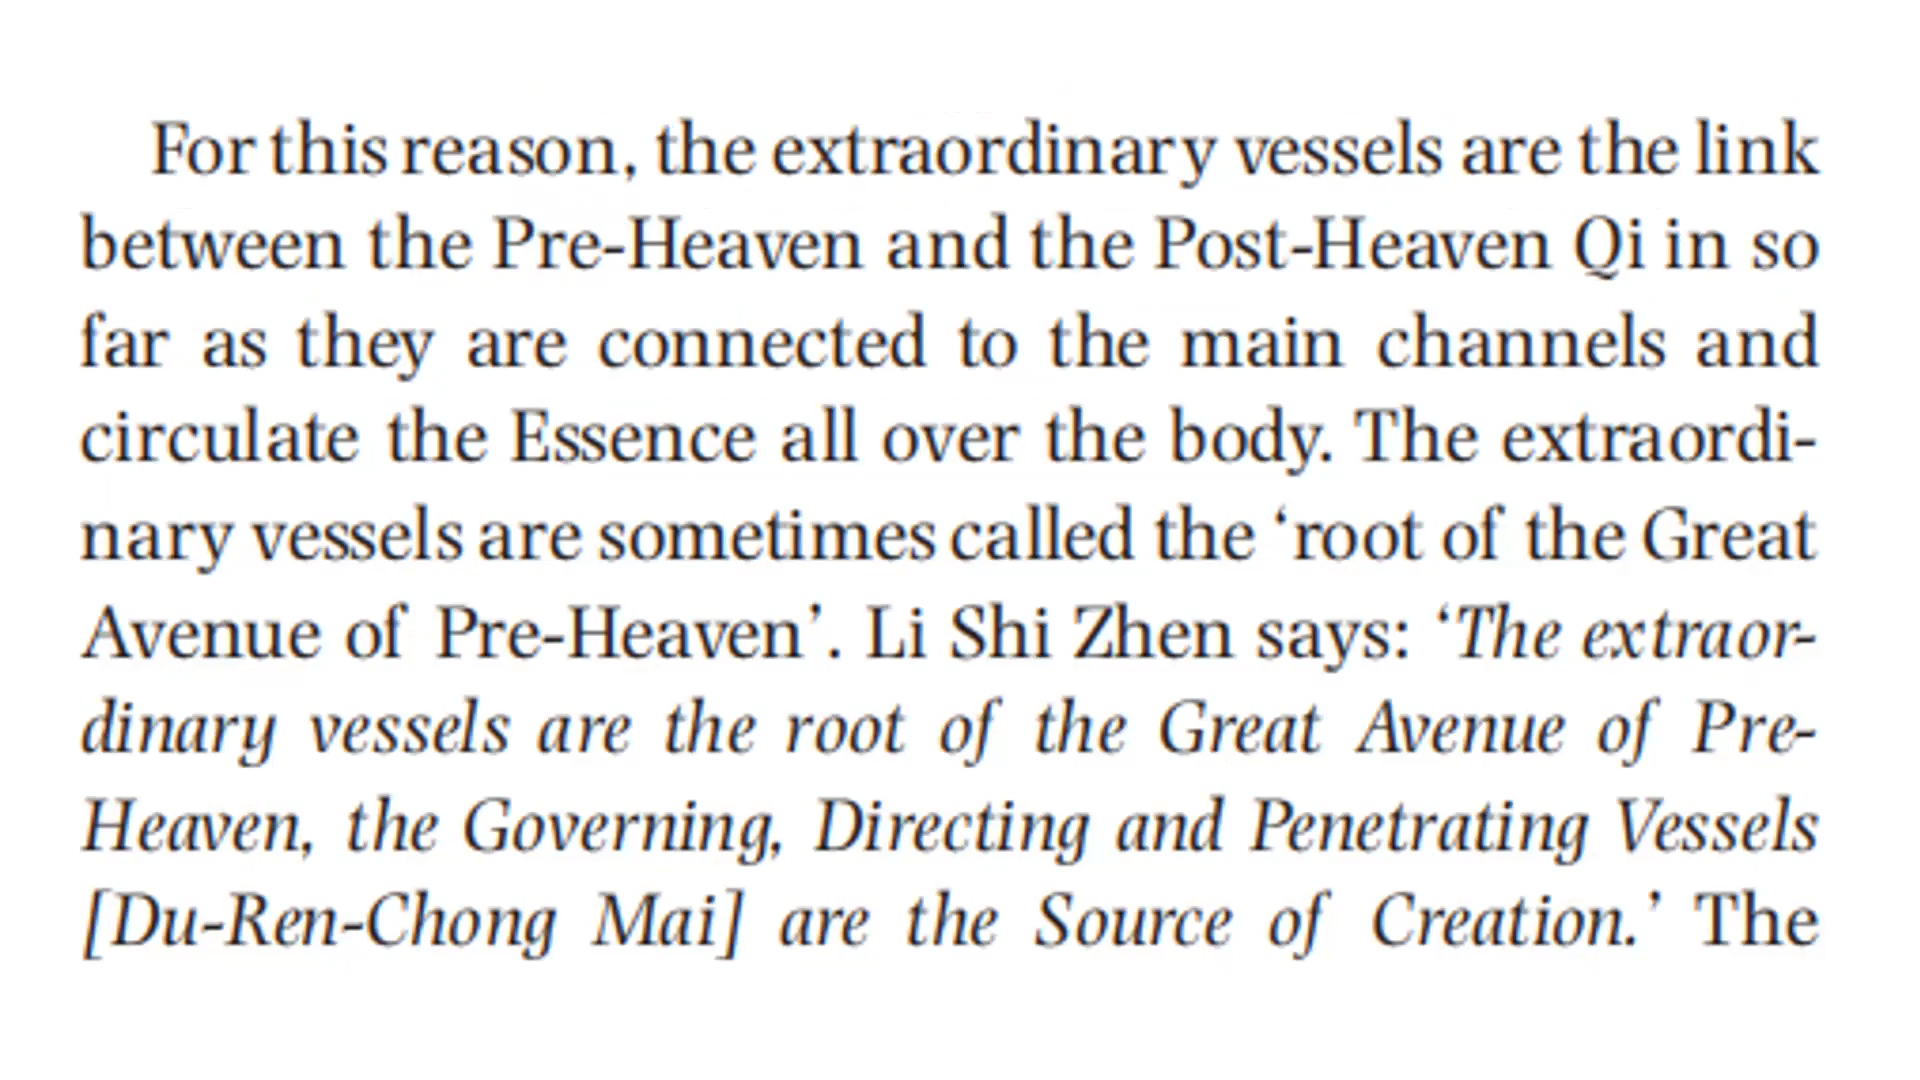 For this reason, the extraordinary vessels are the link
between the Pre-Heaven and the Post-Heaven Qi in so
far as they are connected to the main channels and
circulate the Essence all over the body. The extraordi-
nary vessels are sometimes called the ‘root of the Great
Avenue of Pre-Heaven’. Li Shi Zhen says: ‘The extraor-
dinary vessels are the root of the Great Avenue of Pre-
Heaven, the Governing, Directing and Penetrating Vessels
[Du-Ren-Chong Mai] are the Source of Creation.’ The